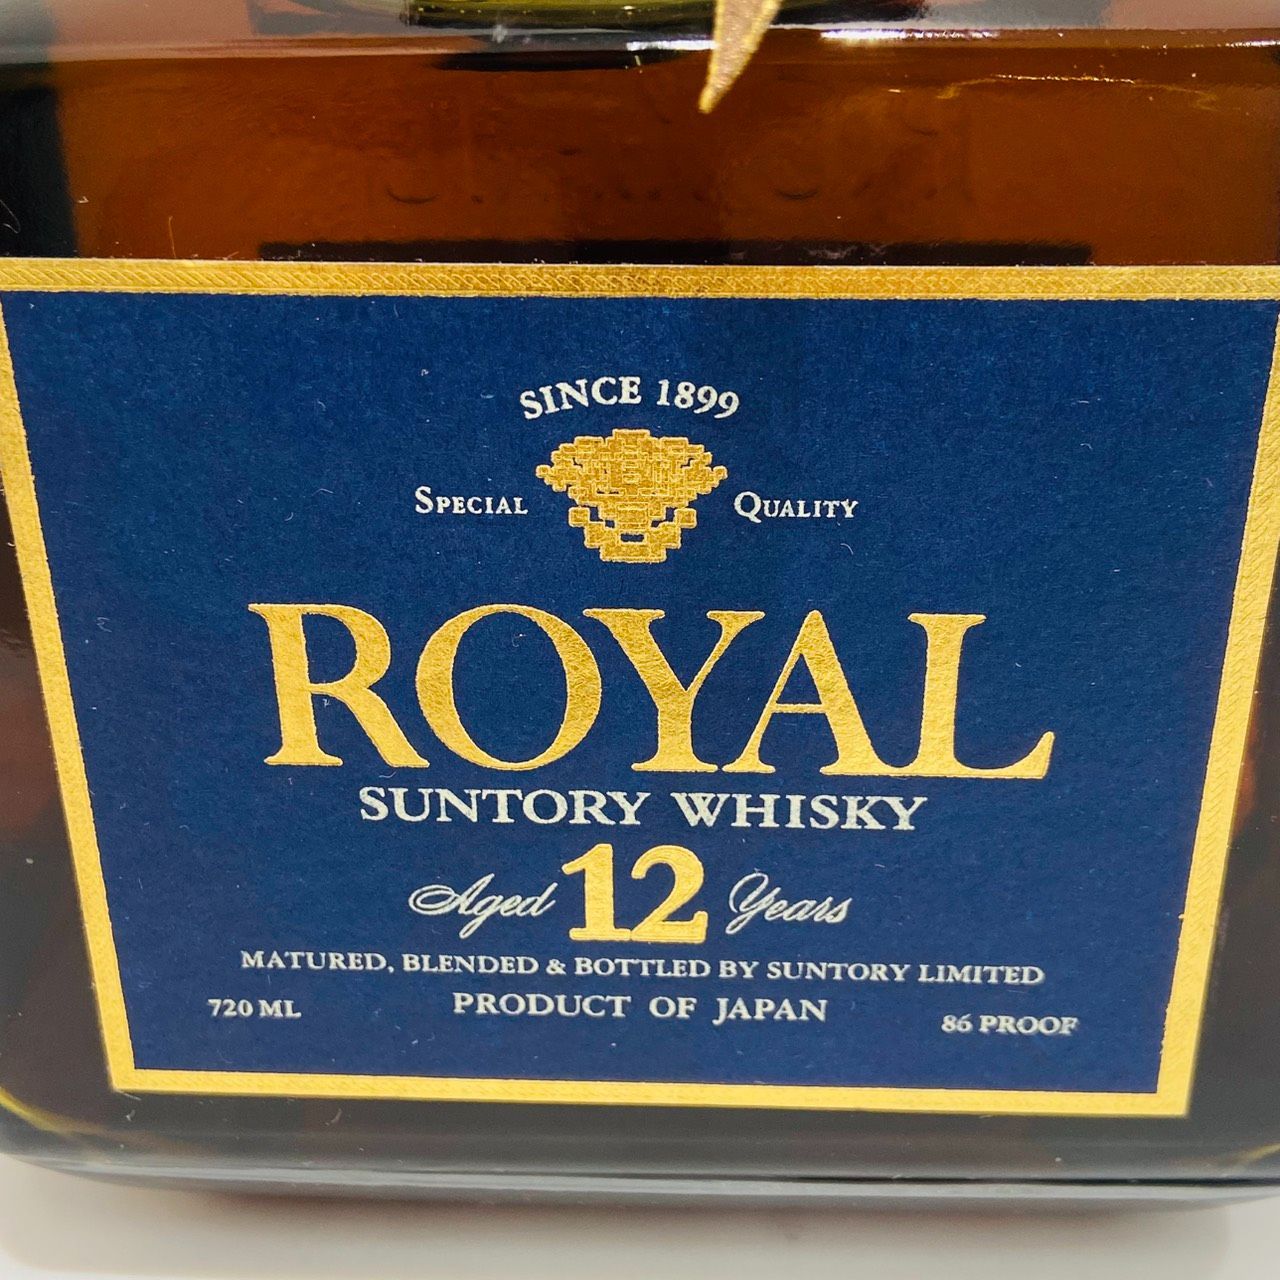 SINCE 1899
SPECIAL QUALITY
ROYAL
SUNTORY WHISKY
Aged 12 Years
MATURED, BLENDED & BOTTLED BY SUNTORY LIMITED
720 ML PRODUCT OF JAPAN 86 PROOF